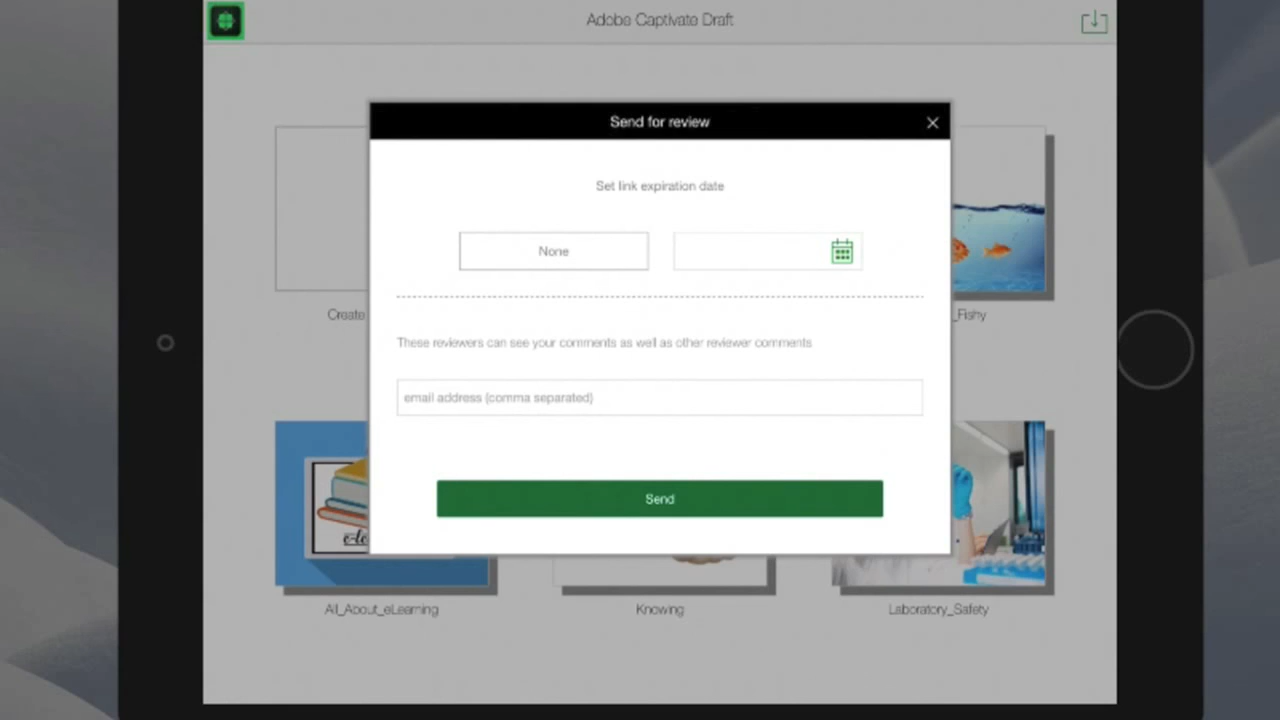 Adobe Captivate Draft
Send for review
Set link expiration date
None
Create
_Fishy
These reviewers can see your comments as well as other reviewer comments
email address (comma separated)
Send
All_About_eLearning
Knowing
Laboratory_Safety